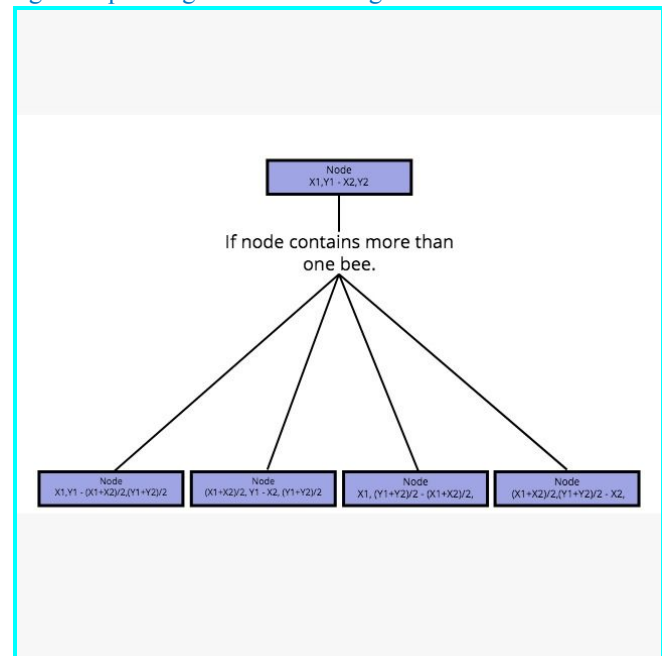 Node
X1,Y1 - X2,Y2
If node contains more than
one bee.
Node
X1,Y1 - (X1+X2)/2,(Y1+Y2)/2
Node
(X1+X2)/2, Y1 - X2, (Y1+Y2)/2
Node
X1, (Y1+Y2)/2 - (X1+X2)/2,
Node
(X1+X2)/2,(Y1+Y2)/2 - X2,